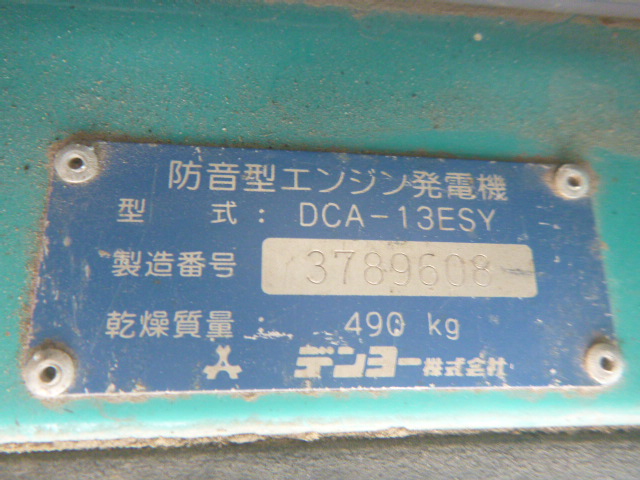 防音型エンジン発電機
型 式 : DCA-13ESY
製造番号 3789608
乾燥質量 : 490 kg
デンヨー株式会社